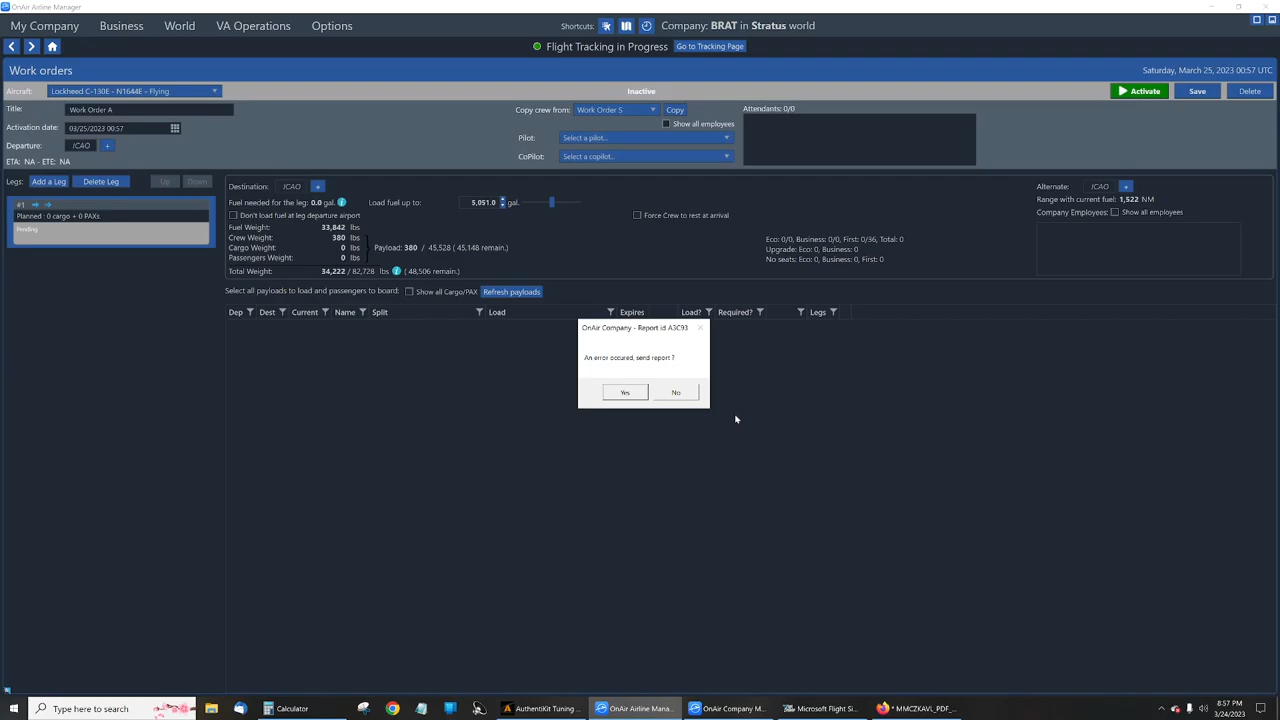 OnAir Airline Manager
My Company Business World VA Operations Options Shortcuts: Company: BRAT in Stratus world
Flight Tracking in Progress Go to Tracking Page
Work orders Saturday, March 25, 2023 00:57 UTC
Aircraft: Lockheed C-130E - N1644E - Flying Inactive Activate Save Delete
Title: Work Order A Copy crew from: Work Order S Copy Attendants: 0/0
Show all employees
Activation date: 03/25/2023 00:57
Pilot: Select a pilot...
Departure: ICAO +
CoPilot: Select a copilot...
ETA: NA - ETE: NA
Legs: Add a Leg Delete Leg Up Down
Destination: ICAO + Alternate: ICAO +
#1
Planned : 0 cargo + 0 PAXs.
Pending
Fuel needed for the leg: 0.0 gal. Load fuel up to: 5,051.0 gal. Range with current fuel: 1,522 NM
Don't load fuel at leg departure airport Force Crew to rest at arrival Company Employees: Show all employees
Fuel Weight: 33,842 lbs
Crew Weight: 380 lbs
Cargo Weight: 0 lbs Payload: 380 / 45,528 ( 45,148 remain.)
Passengers Weight: 0 lbs
Total Weight: 34,222 / 82,728 lbs ( 48,506 remain.)
Eco: 0/0, Business: 0/0, First: 0/36, Total: 0
Upgrade: Eco: 0, Business: 0
No seats: Eco: 0, Business: 0, First: 0
Select all payloads to load and passengers to board: Show all Cargo/PAX Refresh payloads
Dep Dest Current Name Split Load Expires Load? Required? Legs
OnAir Company - Report id A3C93
An error occured, send report ?
Yes No
Type here to search Calculator AuthentiKit Tuning ... OnAir Airline Mana... OnAir Company M... Microsoft Flight Si... * MMCZKAVL_PDF_... 8:57 PM
3/24/2023